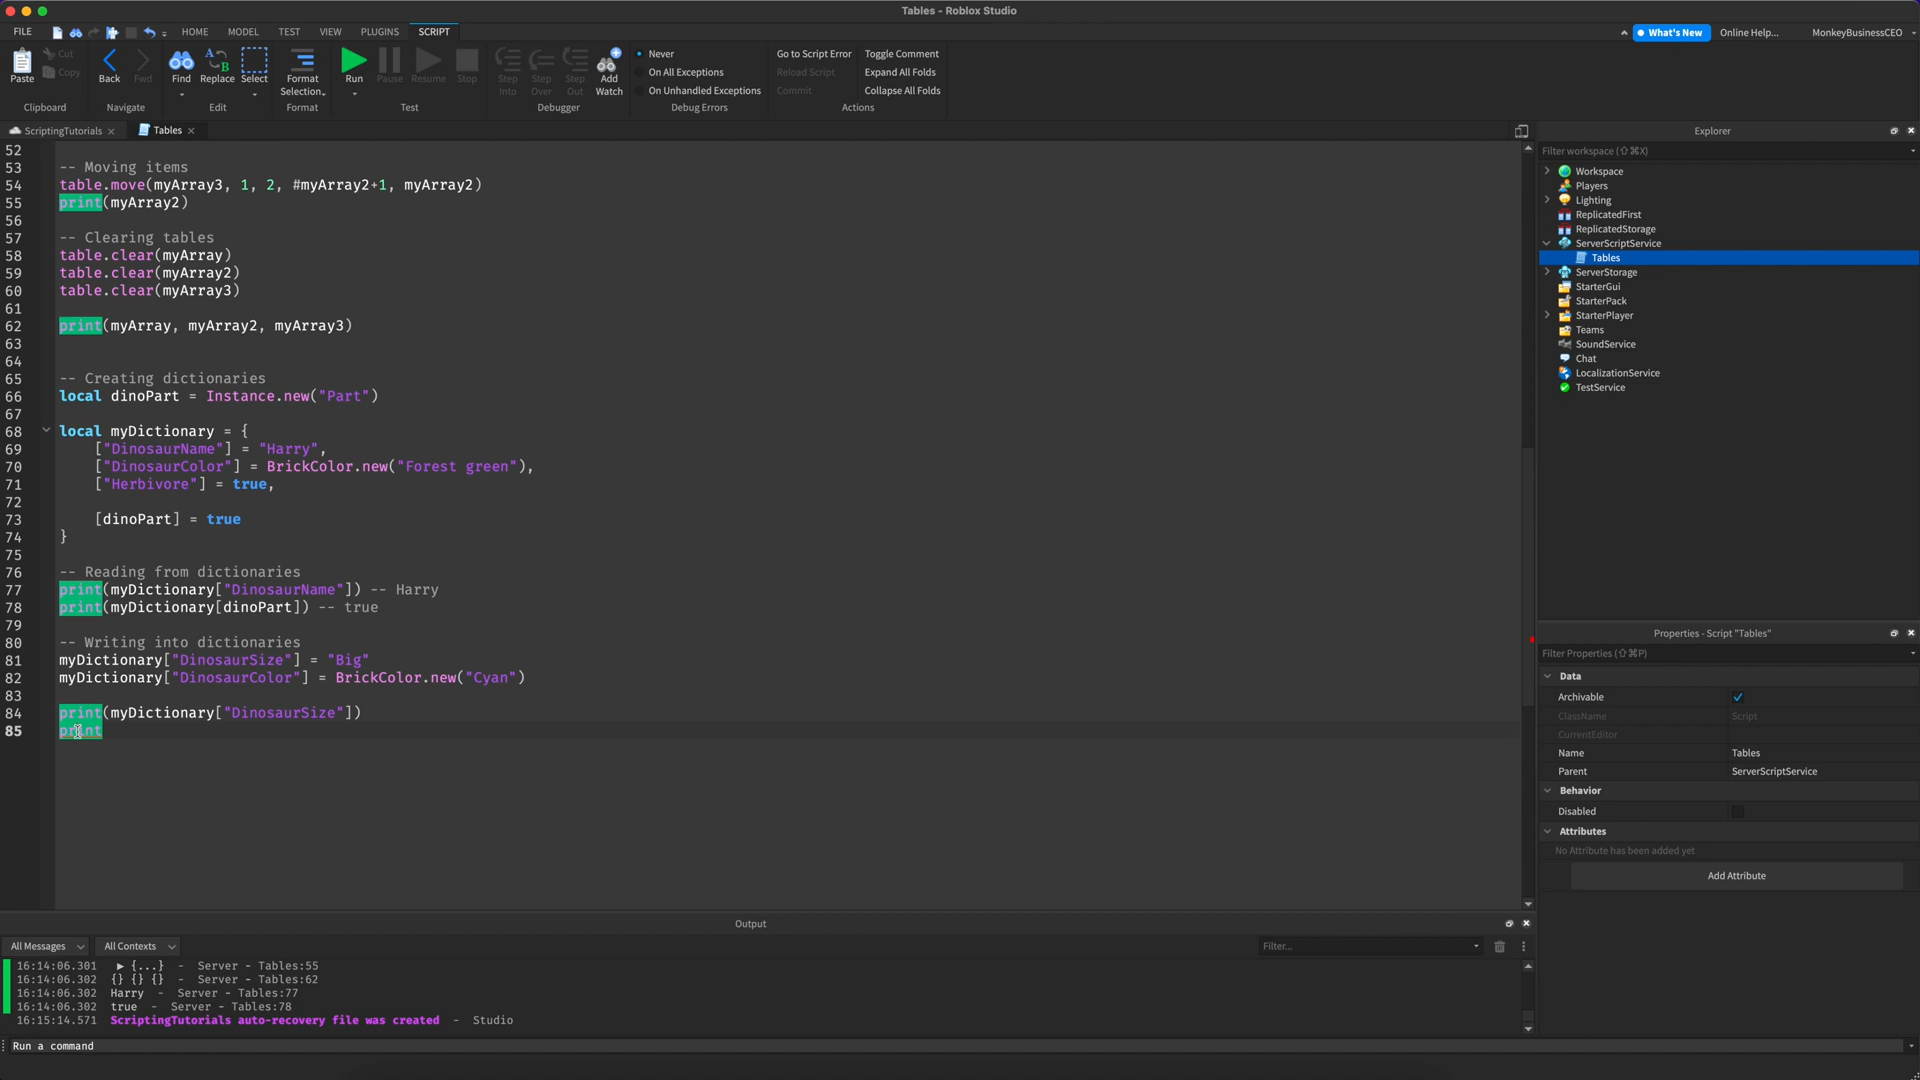 Tables - Roblox Studio
FILE HOME MODEL TEST VIEW PLUGINS SCRIPT What's New Online Help... MonkeyBusinessCEO
Paste Cut Copy Back Fwd Find Replace Select Format Selection Run Pause Resume Stop Step Into Step Over Step Out Add Watch
Never Go to Script Error Toggle Comment
On All Exceptions Reload Script Expand All Folds
On Unhandled Exceptions Commit Collapse All Folds
Clipboard Navigate Edit Format Test Debugger Debug Errors Actions
ScriptingTutorials Tables
52
53 -- Moving items
54 table.move(myArray3, 1, 2, #myArray2+1, myArray2)
55 print(myArray2)
56
57 -- Clearing tables
58 table.clear(myArray)
59 table.clear(myArray2)
60 table.clear(myArray3)
61
62 print(myArray, myArray2, myArray3)
63
64
65 -- Creating dictionaries
66 local dinoPart = Instance.new("Part")
67
68 local myDictionary = {
69 ["DinosaurName"] = "Harry",
70 ["DinosaurColor"] = BrickColor.new("Forest green"),
71 ["Herbivore"] = true,
72
73 [dinoPart] = true
74 }
75
76 -- Reading from dictionaries
77 print(myDictionary["DinosaurName"]) -- Harry
78 print(myDictionary[dinoPart]) -- true
79
80 -- Writing into dictionaries
81 myDictionary["DinosaurSize"] = "Big"
82 myDictionary["DinosaurColor"] = BrickColor.new("Cyan")
83
84 print(myDictionary["DinosaurSize"])
85 print
Explorer
Filter workspace (⇧⌘X)
Workspace
Players
Lighting
ReplicatedFirst
ReplicatedStorage
ServerScriptService
Tables
ServerStorage
StarterGui
StarterPack
StarterPlayer
Teams
SoundService
Chat
LocalizationService
TestService
Properties - Script "Tables"
Filter Properties (⇧⌘P)
Data
Archivable
ClassName Script
CurrentEditor
Name Tables
Parent ServerScriptService
Behavior
Disabled
Attributes
No Attribute has been added yet
Add Attribute
Output
All Messages All Contexts Filter...
16:14:06.301 ▶ {...} - Server - Tables:55
16:14:06.302 {} {} {} - Server - Tables:62
16:14:06.302 Harry - Server - Tables:77
16:14:06.302 true - Server - Tables:78
16:15:14.571 ScriptingTutorials auto-recovery file was created - Studio
Run a command